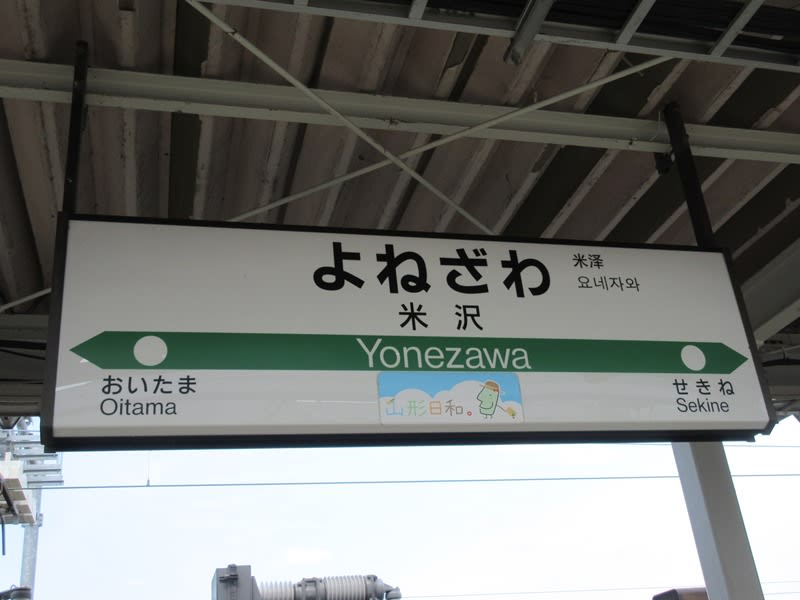 よねざわ
米泽
요네자와
米沢
Yonezawa
おいたま
Oitama
せきね
Sekine
山形日和。